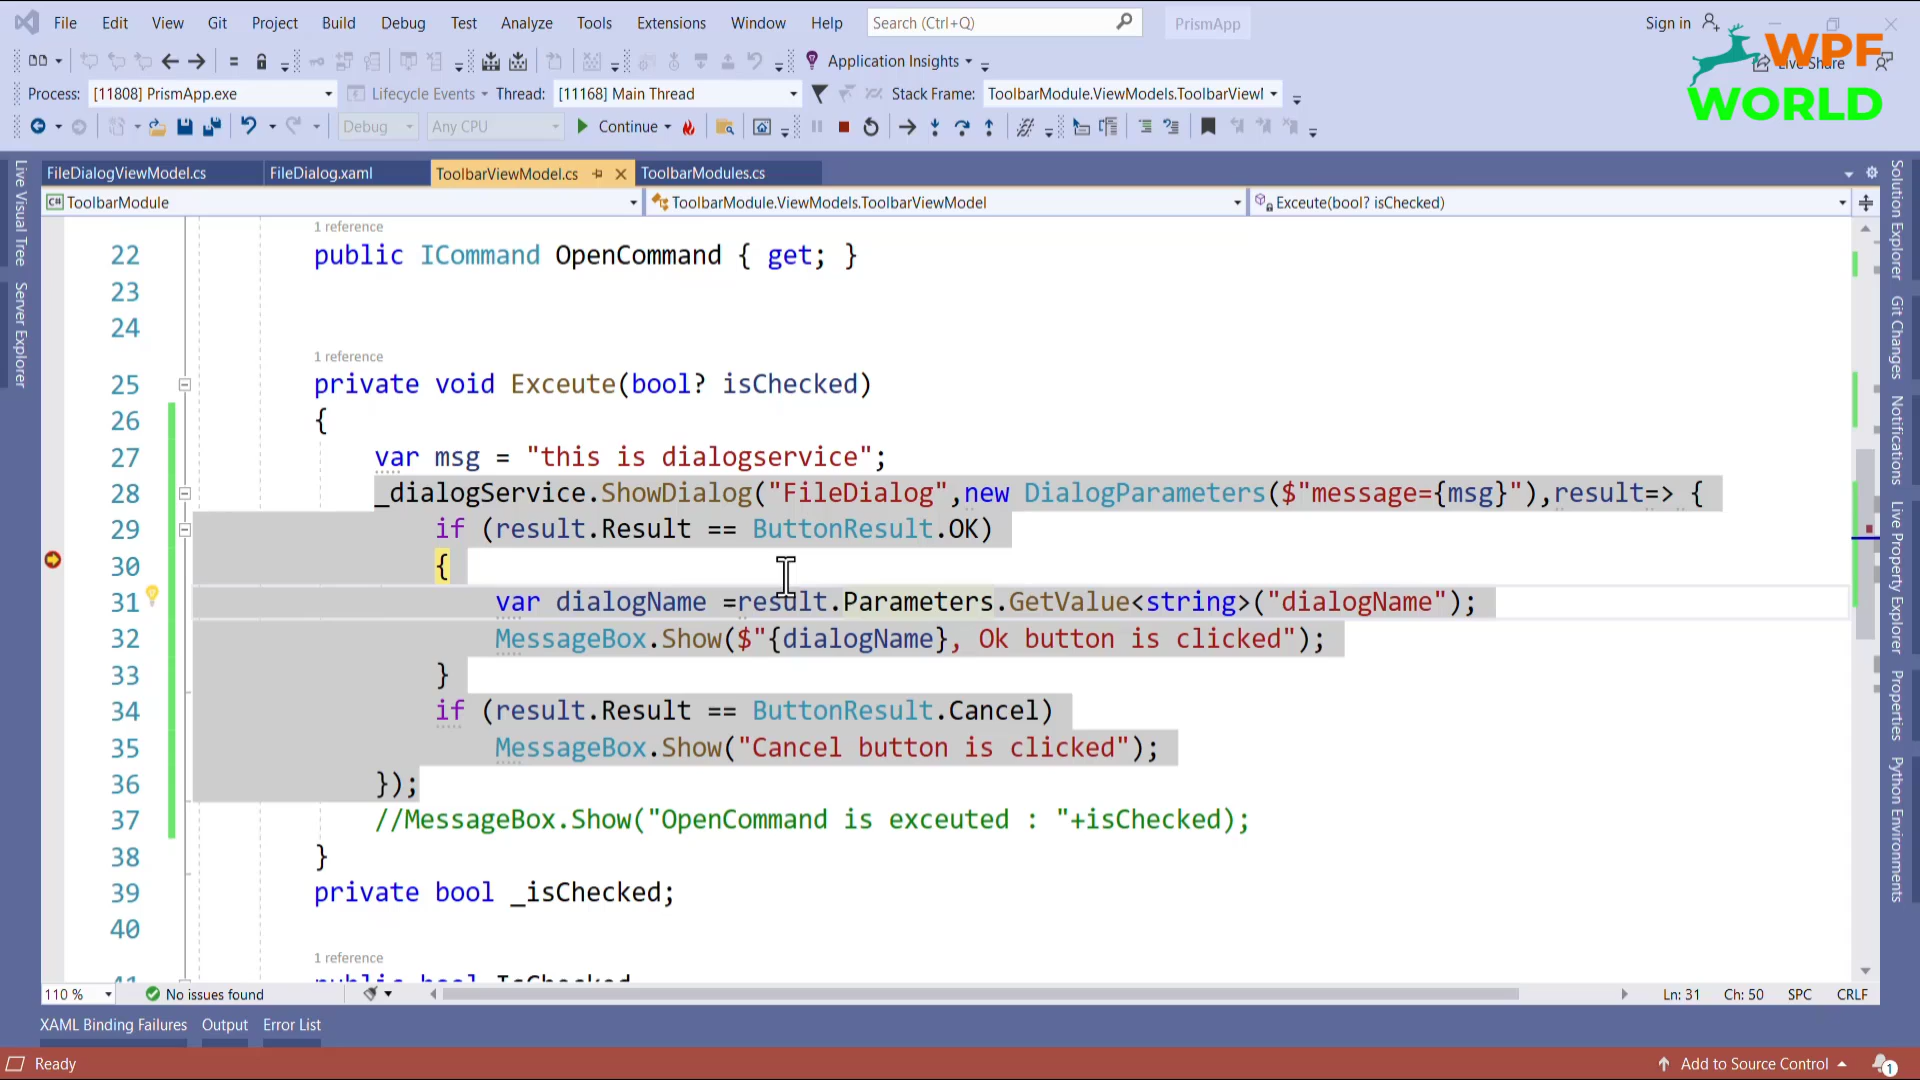 File Edit View Git Project Build Debug Test Analyze Tools Extensions Window Help Search (Ctrl+Q) PrismApp Sign in
WPF
WORLD
Live Share
Application Insights
Process: [11808] PrismApp.exe Lifecycle Events Thread: [11168] Main Thread Stack Frame: ToolbarModule.ViewModels.ToolbarViewI
Debug Any CPU Continue
FileDialogViewModel.cs FileDialog.xaml ToolbarViewModel.cs ToolbarModules.cs
C# ToolbarModule ToolbarModule.ViewModels.ToolbarViewModel Exceute(bool? isChecked)
Live Visual Tree
Server Explorer
1 reference
22 public ICommand OpenCommand { get; }
23
24
1 reference
25 private void Exceute(bool? isChecked)
26 {
27 var msg = "this is dialogservice";
28 _dialogService.ShowDialog("FileDialog",new DialogParameters($"message={msg}"),result=> {
29 if (result.Result == ButtonResult.OK)
30 {
31 var dialogName =result.Parameters.GetValue<string>("dialogName");
32 MessageBox.Show($"{dialogName}, Ok button is clicked");
33 }
34 if (result.Result == ButtonResult.Cancel)
35 MessageBox.Show("Cancel button is clicked");
36 });
37 //MessageBox.Show("OpenCommand is exceuted : "+isChecked);
38 }
39 private bool _isChecked;
40
1 reference
41 public bool IsChecked
Solution Explorer
Git Changes
Notifications
Live Property Explorer
Properties
Python Environments
110 % No issues found Ln: 31 Ch: 50 SPC CRLF
XAML Binding Failures Output Error List
Ready Add to Source Control 1